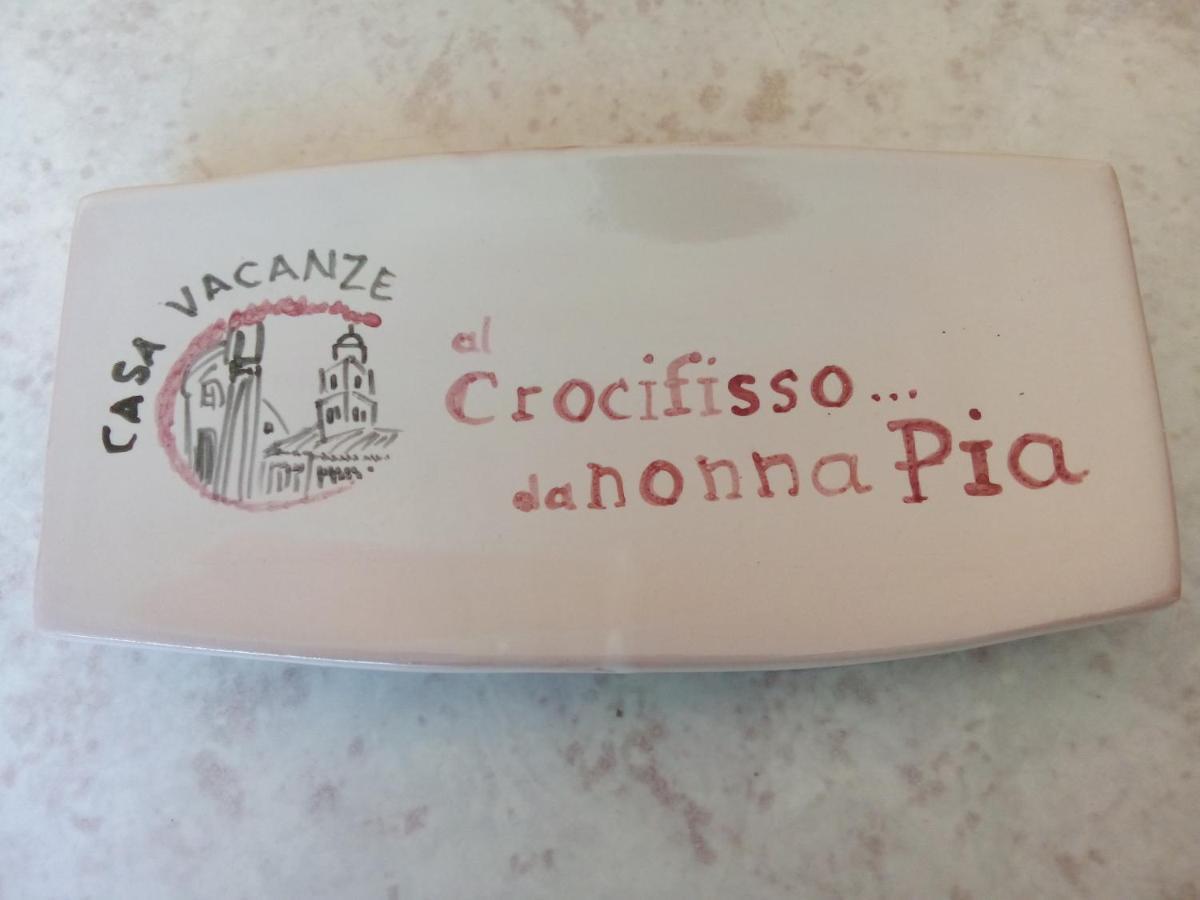 CASA VACANZE
al
Crocifisso...
da nonna Pia